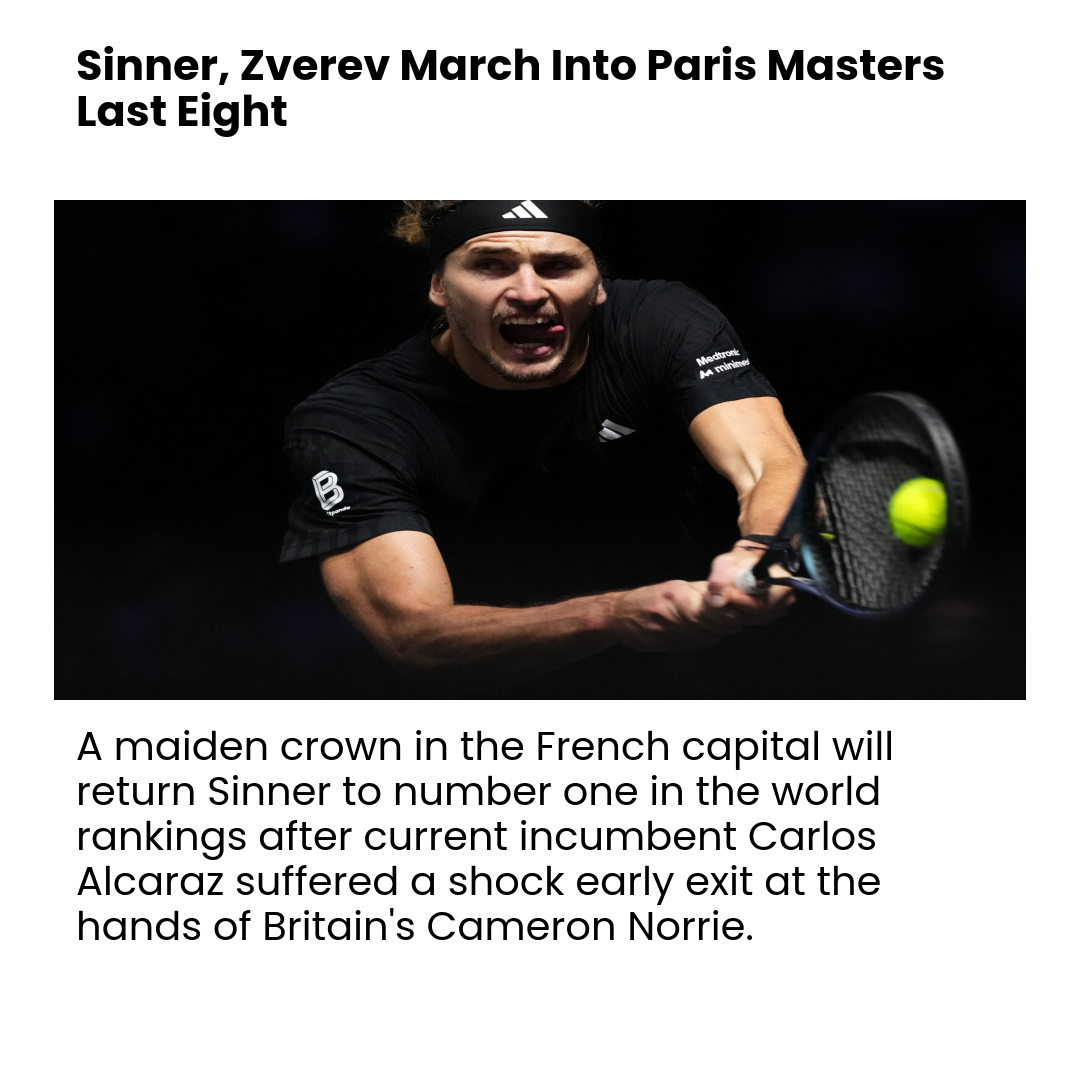 Sinner, Zverev March Into Paris Masters
Last Eight
Medtronic
B
A maiden crown in the French capital will
return Sinner to number one in the world
rankings after current incumbent Carlos
Alcaraz suffered a shock early exit at the
hands of Britain's Cameron Norrie.